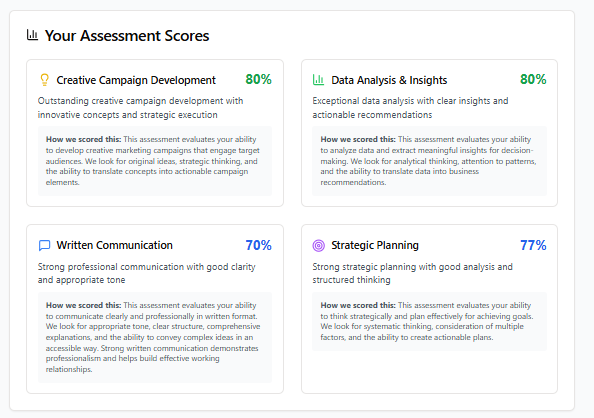 Your Assessment Scores
Creative Campaign Development 80%
Outstanding creative campaign development with
innovative concepts and strategic execution
How we scored this: This assessment evaluates your ability
to develop creative marketing campaigns that engage target
audiences. We look for original ideas, strategic thinking, and
the ability to translate concepts into actionable campaign
elements.
Data Analysis & Insights 80%
Exceptional data analysis with clear insights and
actionable recommendations
How we scored this: This assessment evaluates your ability
to analyze data and extract meaningful insights for decision-
making. We look for analytical thinking, attention to patterns,
and the ability to translate data into business
recommendations.
Written Communication 70%
Strong professional communication with good clarity
and appropriate tone
How we scored this: This assessment evaluates your ability
to communicate clearly and professionally in written format.
We look for appropriate tone, clear structure, comprehensive
explanations, and the ability to convey complex ideas in an
accessible way. Strong written communication demonstrates
professionalism and helps build effective working
relationships.
Strategic Planning 77%
Strong strategic planning with good analysis and
structured thinking
How we scored this: This assessment evaluates your ability
to think strategically and plan effectively for achieving goals.
We look for systematic thinking, consideration of multiple
factors, and the ability to create actionable plans.